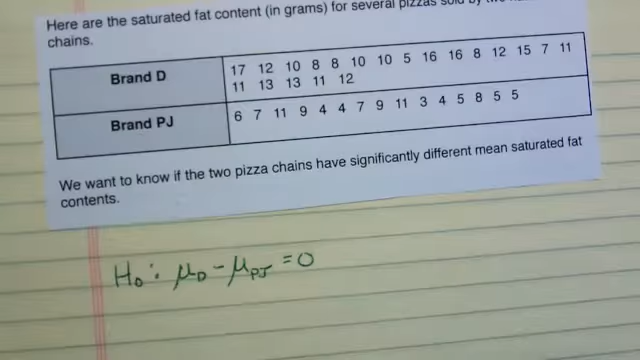 Here are the saturated fat content (in grams) for several pizzas sold by two
chains.
Brand D
17 12 10 8 8 10 10 5 16 16 8 12 15 7 11
11 13 13 11 12
Brand PJ
6 7 11 9 4 4 7 9 11 3 4 5 8 5 5
We want to know if the two pizza chains have significantly different mean saturated fat
contents.
H₀: μD - μPJ = 0